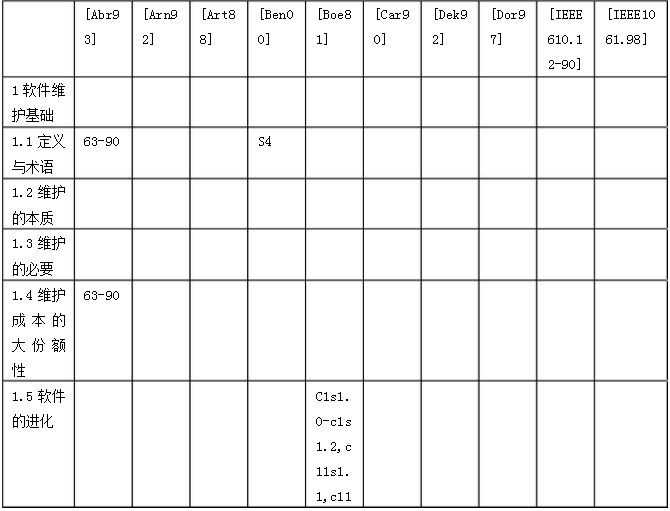 [Abr93] [Arn92] [Art88] [Ben00] [Boe81] [Car90] [Dek92] [Dor97] [IEEE610.12-90] [IEEE1061.98]
1 软件维护基础
1.1 定义与术语 63-90 S4
1.2 维护的本质
1.3 维护的必要
1.4 维护成本的大份额性 63-90
1.5 软件的进化 C1s1.0-c1s1.2,c11s1.1,c11